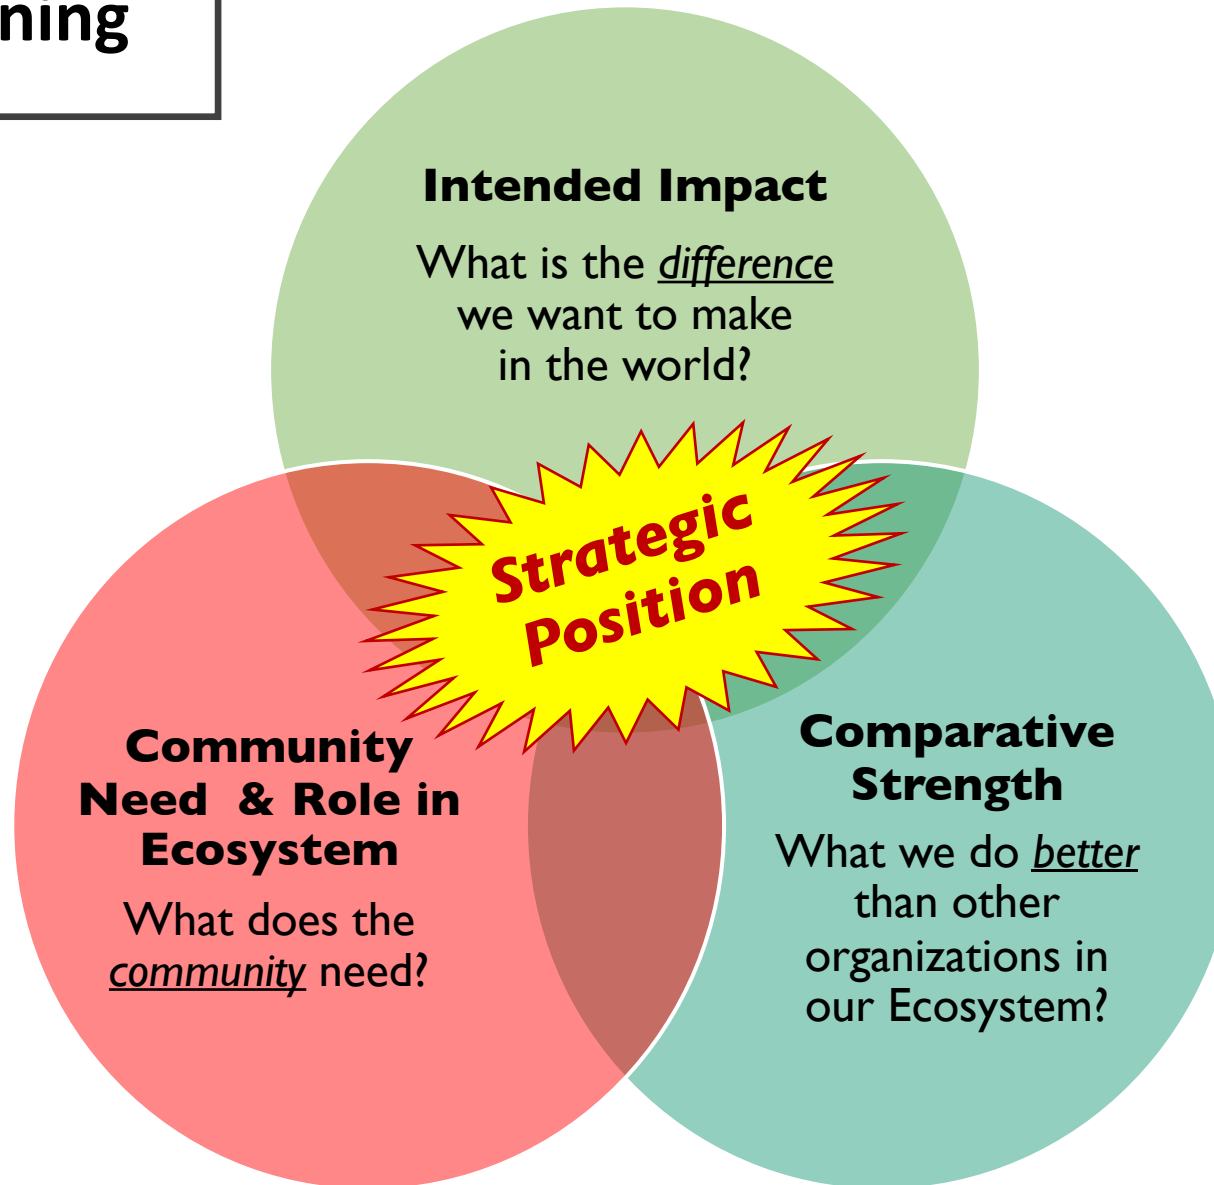 ning
Intended Impact
What is the difference
we want to make
in the world?
Strategic
Position
Community
Need & Role in
Ecosystem
What does the
community need?
Comparative
Strength
What we do better
than other
organizations in
our Ecosystem?